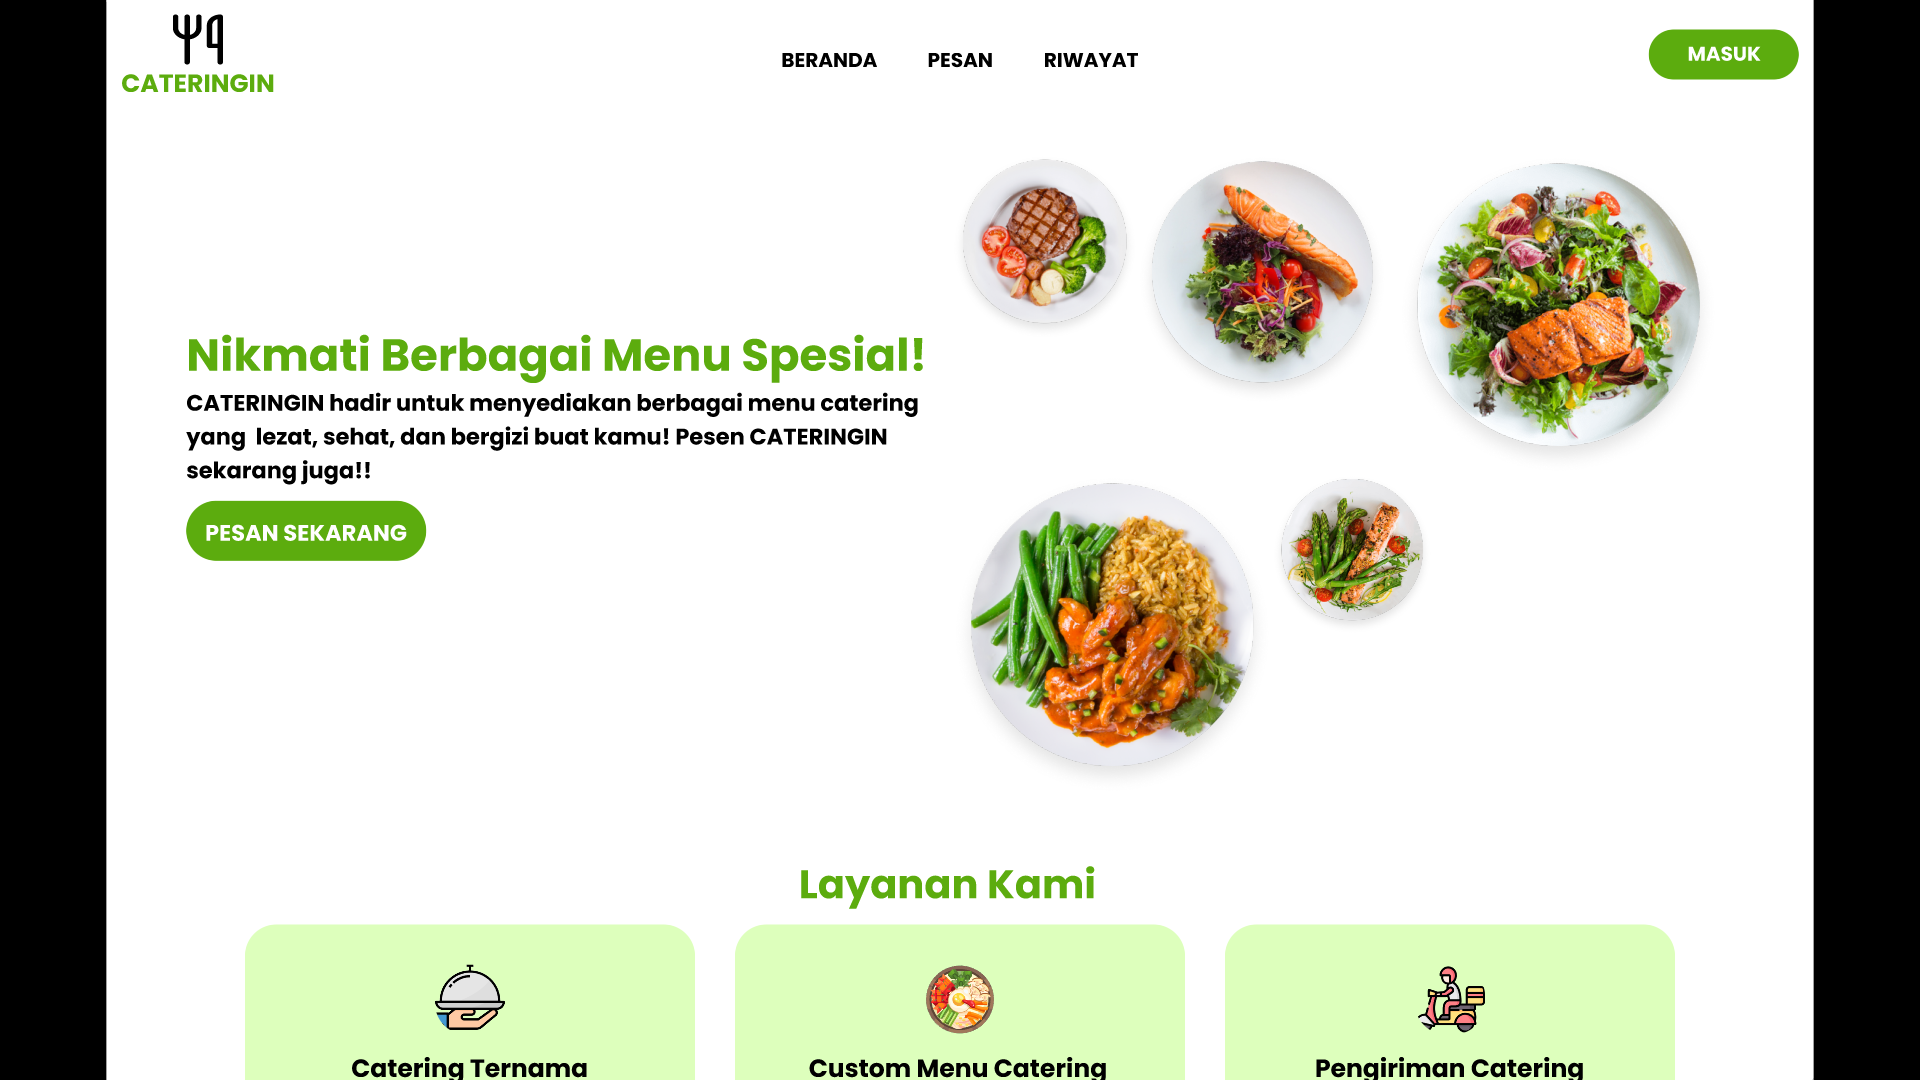 CATERINGIN
BERANDA
PESAN
RIWAYAT
MASUK
Nikmati Berbagai Menu Spesial!
CATERINGIN hadir untuk menyediakan berbagai menu catering
yang  lezat, sehat, dan bergizi buat kamu! Pesen CATERINGIN
sekarang juga!!
PESAN SEKARANG
Layanan Kami
Catering Ternama
Custom Menu Catering
Pengiriman Catering